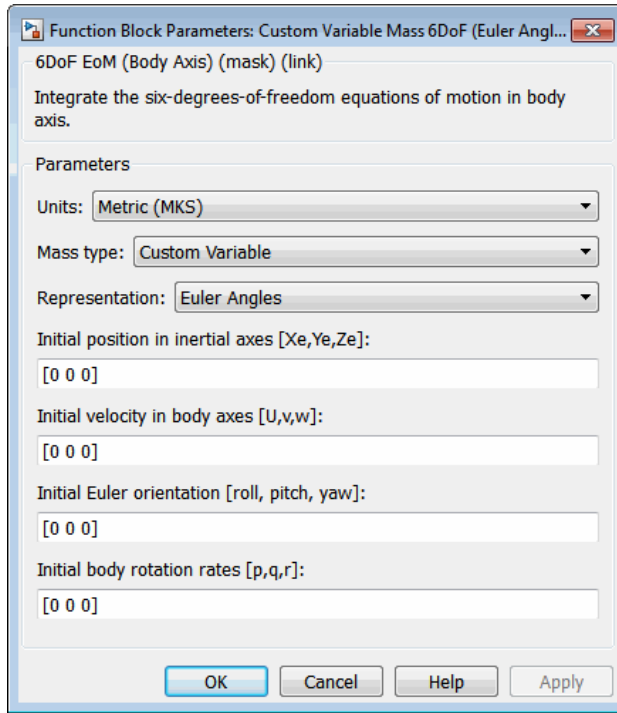 Function Block Parameters: Custom Variable Mass 6DoF (Euler Angl...
6DoF EoM (Body Axis) (mask) (link)
Integrate the six-degrees-of-freedom equations of motion in body
axis.
Parameters
Units: Metric (MKS)
Mass type: Custom Variable
Representation: Euler Angles
Initial position in inertial axes [Xe,Ye,Ze]:
[0 0 0]
Initial velocity in body axes [U,v,w]:
[0 0 0]
Initial Euler orientation [roll, pitch, yaw]:
[0 0 0]
Initial body rotation rates [p,q,r]:
[0 0 0]
OK Cancel Help Apply